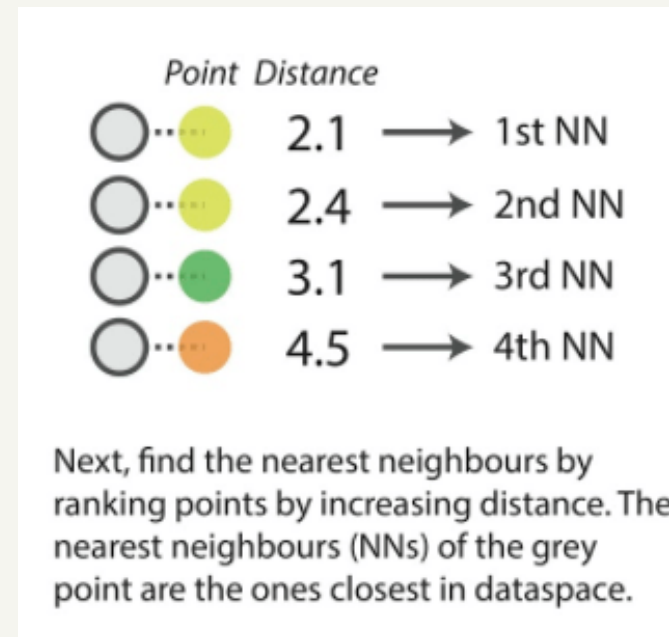 Point Distance
2.1 1st NN
2.4 2nd NN
3.1 3rd NN
4.5 4th NN
Next, find the nearest neighbours by
ranking points by increasing distance. The
nearest neighbours (NNs) of the grey
point are the ones closest in dataspace.